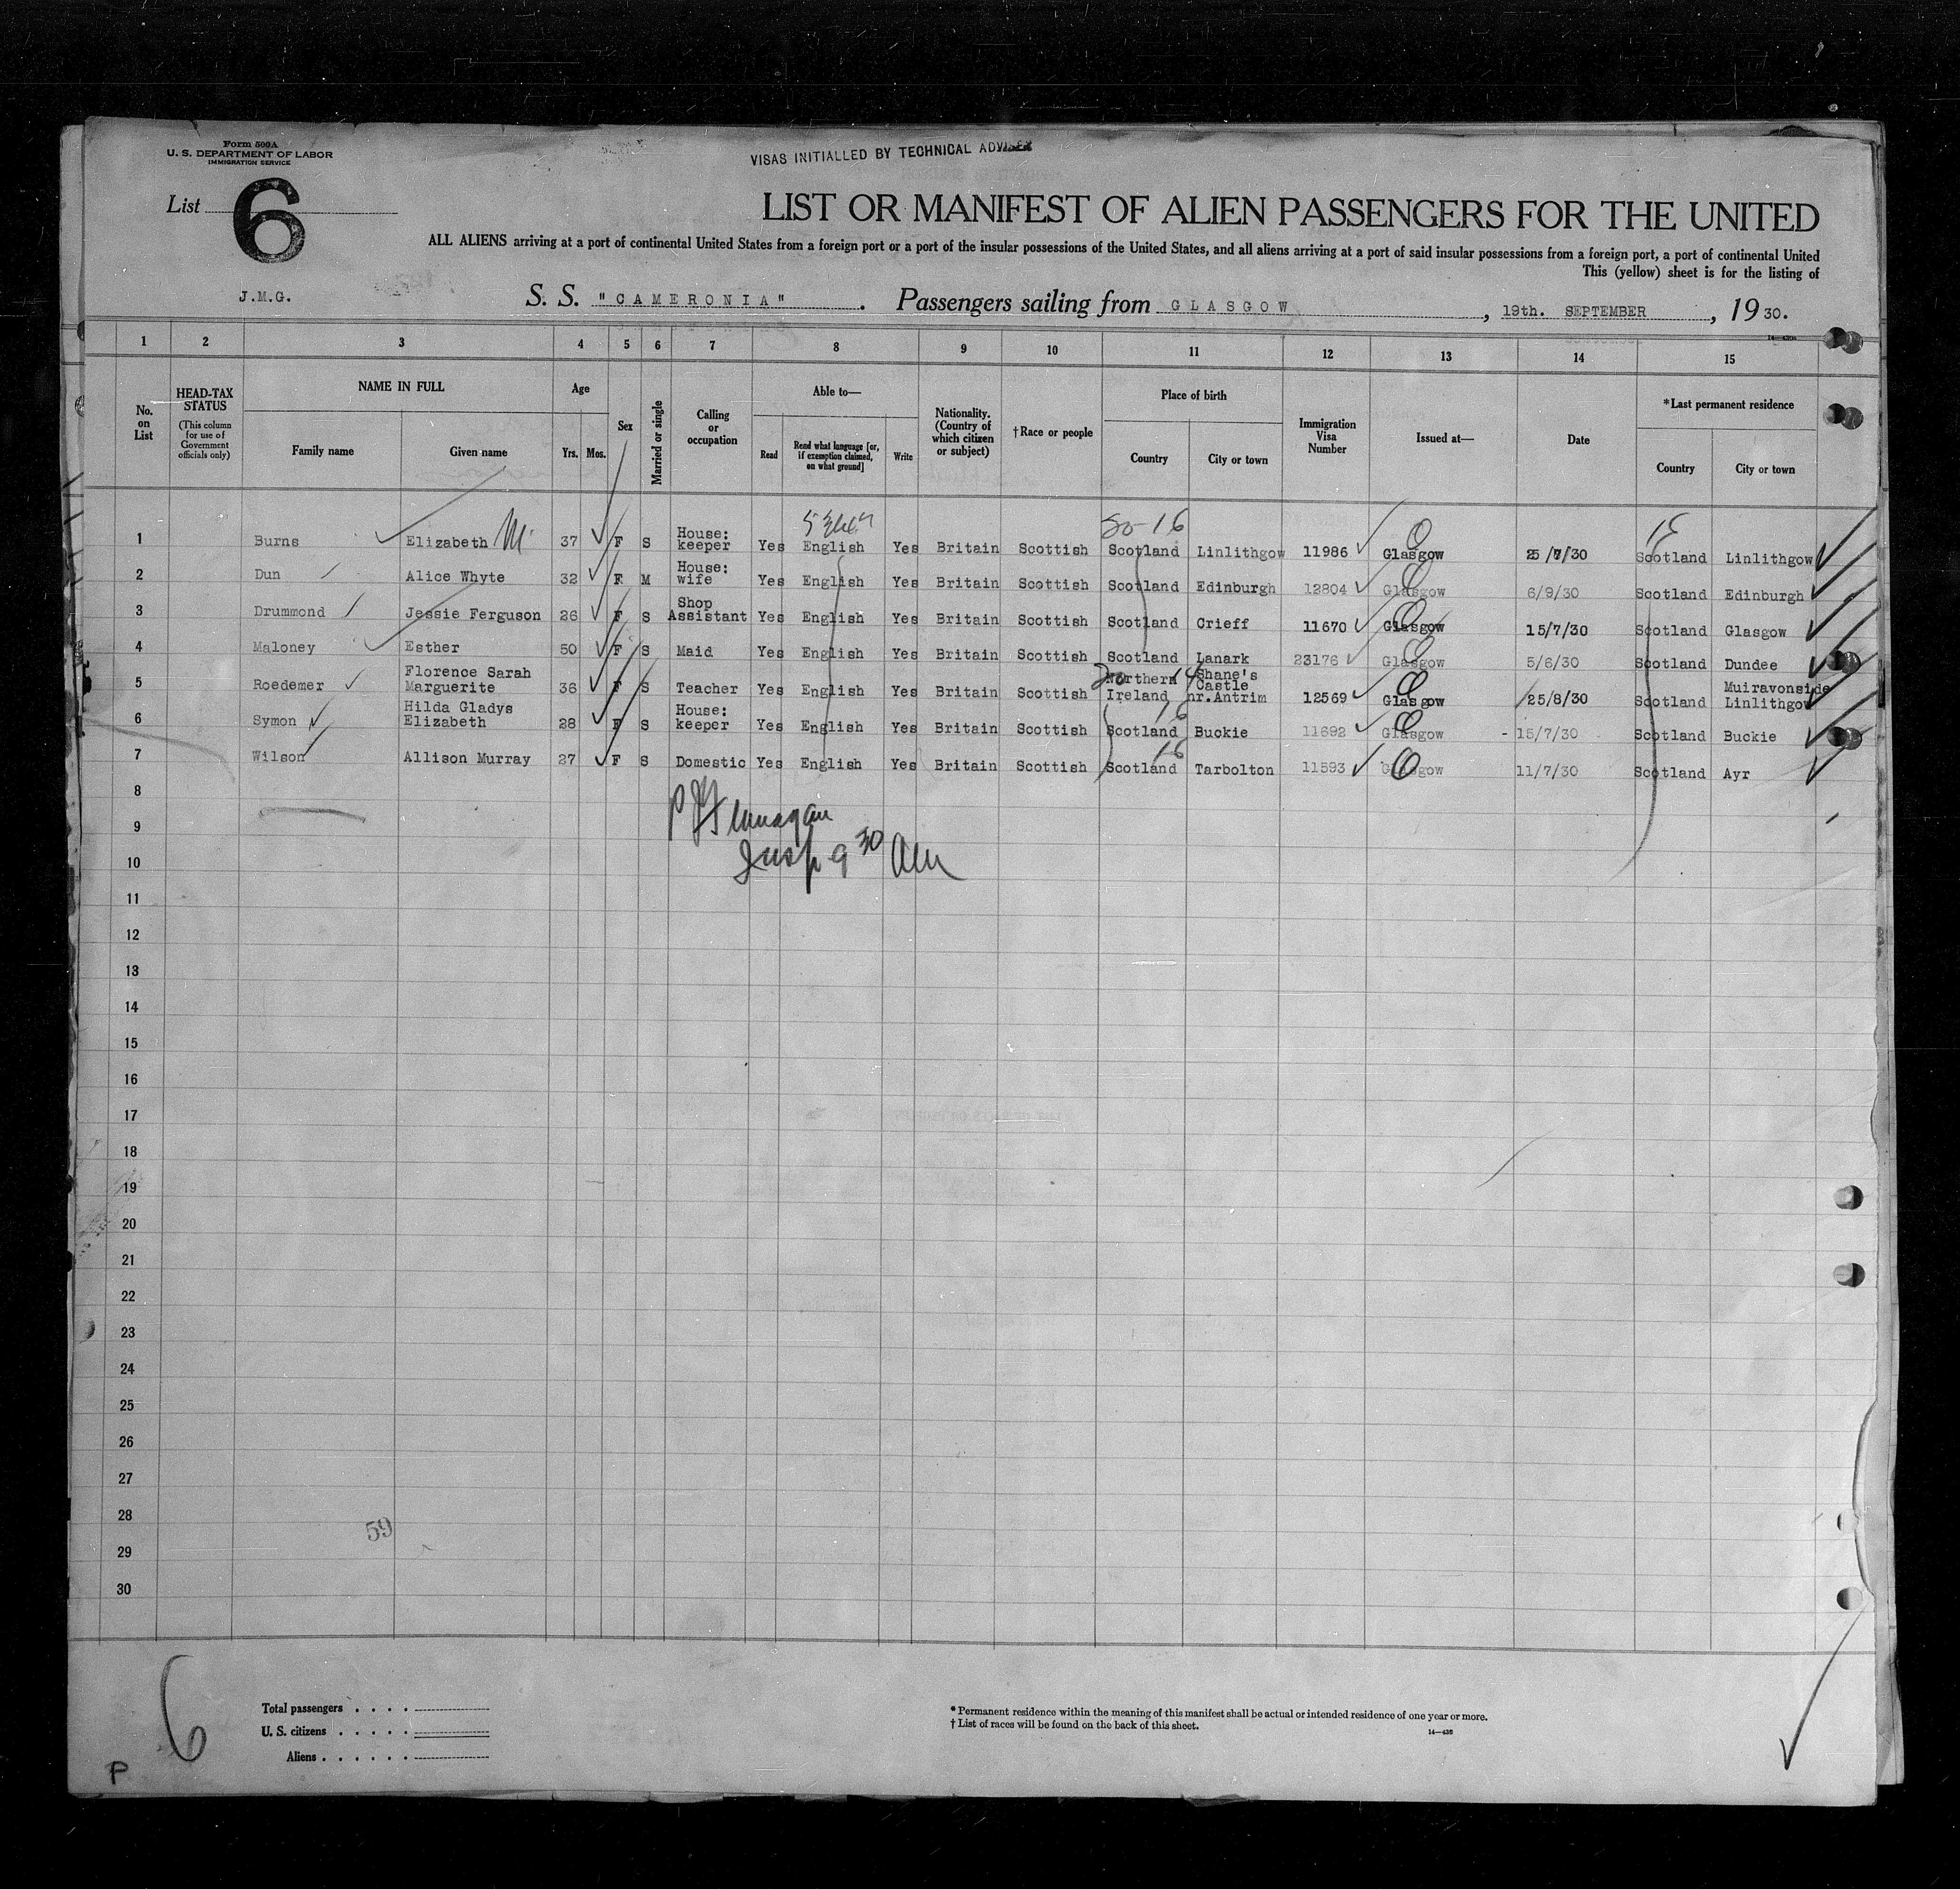 Form 500A
U. S. DEPARTMENT OF LABOR
IMMIGRATION SERVICE
VISAS INITIALLED BY TECHNICAL ADVISER
List 6
LIST OR MANIFEST OF ALIEN PASSENGERS FOR THE UNITED
ALL ALIENS arriving at a port of continental United States from a foreign port or a port of the insular possessions of the United States, and all aliens arriving at a port of said insular possessions from a foreign port, a port of continental United
This (yellow) sheet is for the listing of
J.M.G.
S. S. "CAMERONIA". Passengers sailing from GLASGOW, 19th. SEPTEMBER, 1930.
1 2 3 4 5 6 7 8 9 10 11 12 13 14 15
No. on List
HEAD-TAX STATUS (This column for use of Government officials only)
NAME IN FULL
Family name Given name
Age
Yrs. Mos.
Sex
Married or single
Calling or occupation
Able to—
Read Read what language [or, if exemption claimed, on what ground] Write
Nationality. (Country of which citizen or subject)
†Race or people
Place of birth
Country City or town
Immigration Visa Number
Issued at—
Date
*Last permanent residence
Country City or town
1 Burns Elizabeth M. 37 F S House: keeper Yes English Yes Britain Scottish Scotland Linlithgow 11986 Glasgow 25/7/30 Scotland Linlithgow
2 Dun Alice Whyte 32 F M House: wife Yes English Yes Britain Scottish Scotland Edinburgh 12804 Glasgow 6/9/30 Scotland Edinburgh
3 Drummond Jessie Ferguson 26 F S Shop Assistant Yes English Yes Britain Scottish Scotland Crieff 11670 Glasgow 15/7/30 Scotland Glasgow
4 Maloney Esther 50 F S Maid Yes English Yes Britain Scottish Scotland Lanark 23176 Glasgow 5/6/30 Scotland Dundee
5 Roedemer Florence Sarah Marguerite 36 F S Teacher Yes English Yes Britain Scottish Northern Ireland Shane's Castle nr.Antrim 12569 Glasgow 25/8/30 Scotland Muiravonside Linlithgow
6 Symon Hilda Gladys Elizabeth 28 F S House: keeper Yes English Yes Britain Scottish Scotland Buckie 11692 Glasgow - 15/7/30 Scotland Buckie
7 Wilson Allison Murray 27 F S Domestic Yes English Yes Britain Scottish Scotland Tarbolton 11593 Glasgow 11/7/30 Scotland Ayr
8
9
10
Insp 9 30 AM
11
12
13
14
15
16
17
18
19
20
21
22
23
24
25
26
27
28
59
29
30
6
Total passengers . . . .
U. S. citizens . . . . .
Aliens . . . . . .
P
* Permanent residence within the meaning of this manifest shall be actual or intended residence of one year or more.
† List of races will be found on the back of this sheet.
14—436